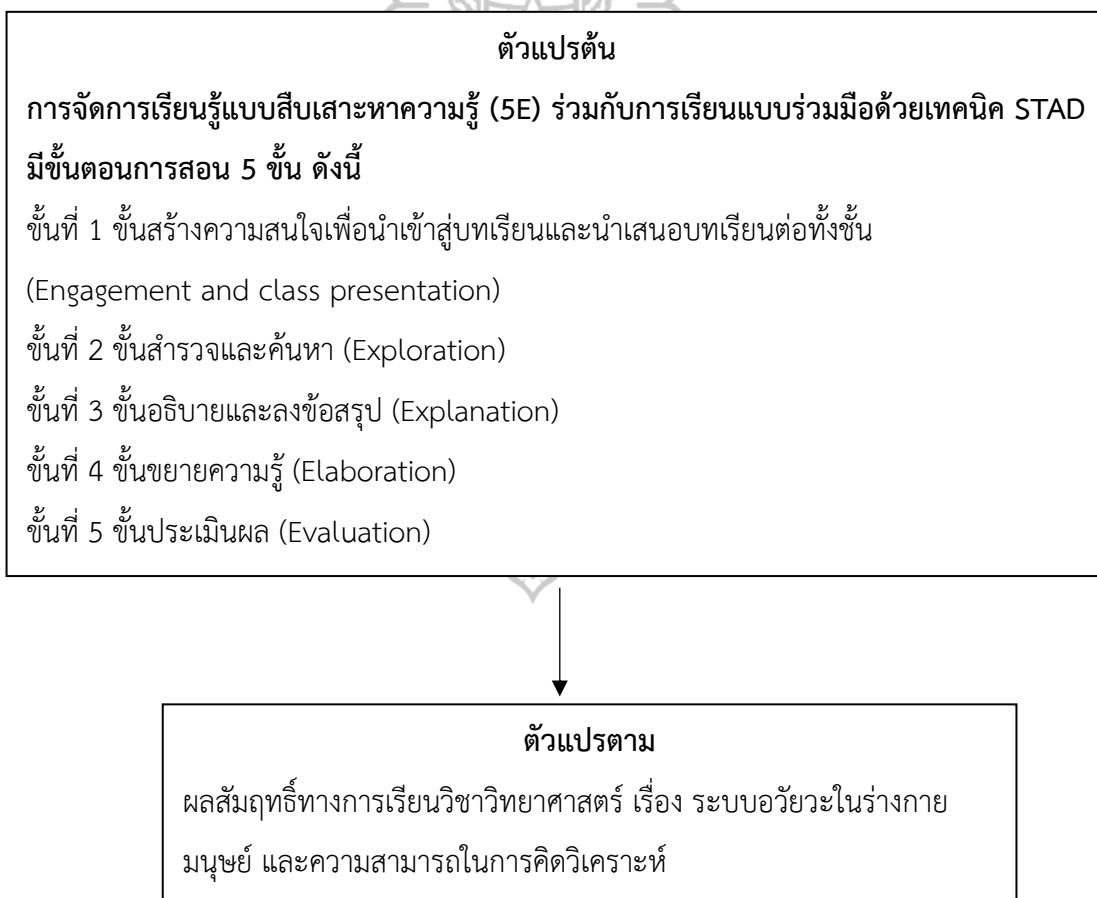 ตัวแปรต้น
การจัดการเรียนรู้แบบสืบเสาะหาความรู้ (5E) ร่วมกับการเรียนแบบร่วมมือด้วยเทคนิค STAD
มีขั้นตอนการสอน 5 ขั้น ดังนี้
ขั้นที่ 1 ขั้นสร้างความสนใจเพื่อนำเข้าสู่บทเรียนและนำเสนอบทเรียนต่อทั้งชั้น
(Engagement and class presentation)
ขั้นที่ 2 ขั้นสำรวจและค้นหา (Exploration)
ขั้นที่ 3 ขั้นอธิบายและลงข้อสรุป (Explanation)
ขั้นที่ 4 ขั้นขยายความรู้ (Elaboration)
ขั้นที่ 5 ขั้นประเมินผล (Evaluation)
ตัวแปรตาม
ผลสัมฤทธิ์ทางการเรียนวิชาวิทยาศาสตร์ เรื่อง ระบบอวัยวะในร่างกาย
มนุษย์ และความสามารถในการคิดวิเคราะห์